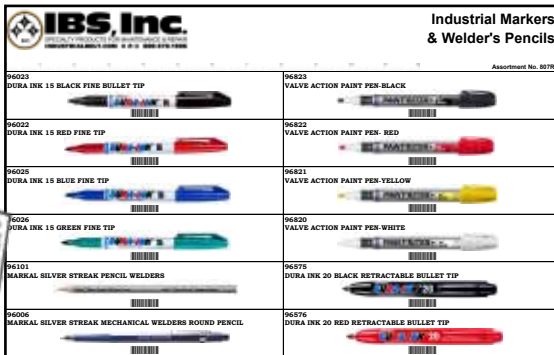 IBS, Inc.
SPECIALTY PRODUCTS FOR MAINTENANCE & REPAIR
Industrial Markers
& Welder's Pencils
Assortment No. 807R
96023
DURA INK 15 BLACK FINE BULLET TIP
96823
VALVE ACTION PAINT PEN-BLACK
96022
DURA INK 15 RED FINE TIP
96822
VALVE ACTION PAINT PEN- RED
96025
DURA INK 15 BLUE FINE TIP
96821
VALVE ACTION PAINT PEN-YELLOW
96026
DURA INK 15 GREEN FINE TIP
96820
VALVE ACTION PAINT PEN-WHITE
96101
MARKAL SILVER STREAK PENCIL WELDERS
96575
DURA INK 20 BLACK RETRACTABLE BULLET TIP
96006
MARKAL SILVER STREAK MECHANICAL WELDERS ROUND PENCIL
96576
DURA INK 20 RED RETRACTABLE BULLET TIP